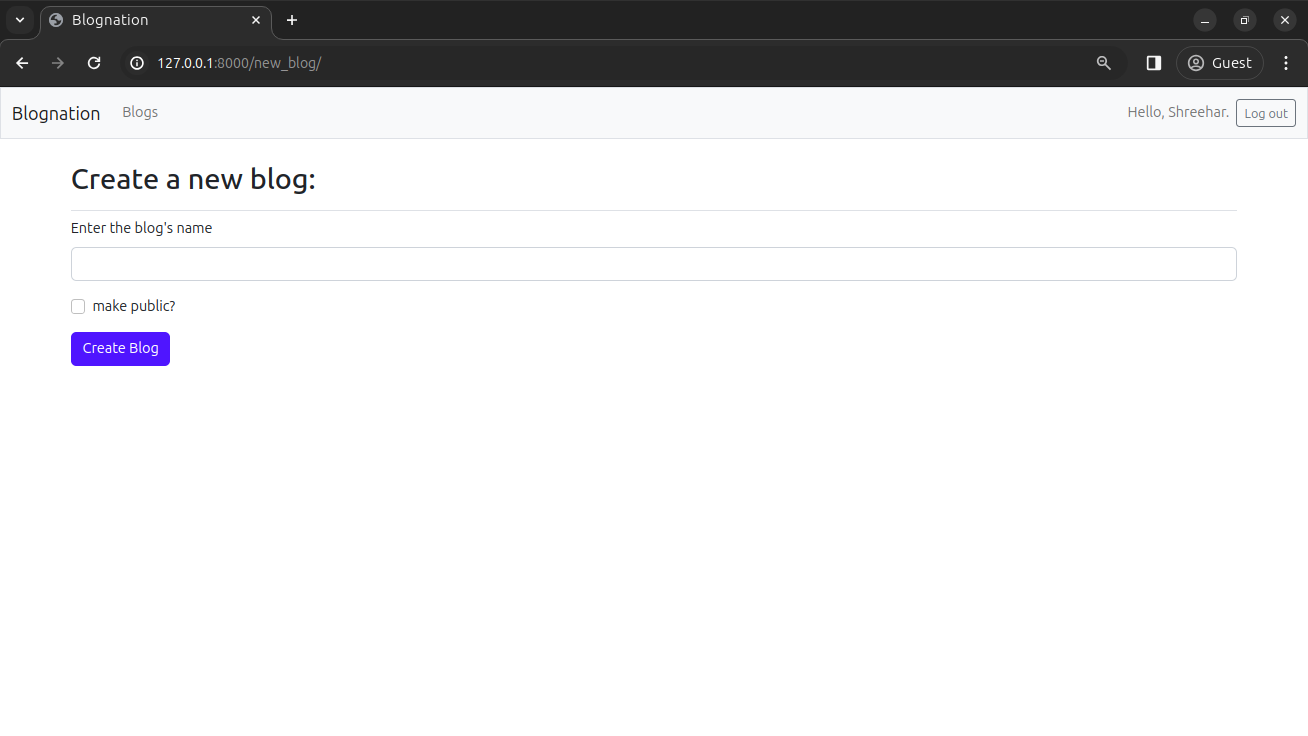 Blognation
127.0.0.1:8000/new_blog/
Guest
Blognation Blogs Hello, Shreehar. Log out
Create a new blog:
Enter the blog's name
make public?
Create Blog